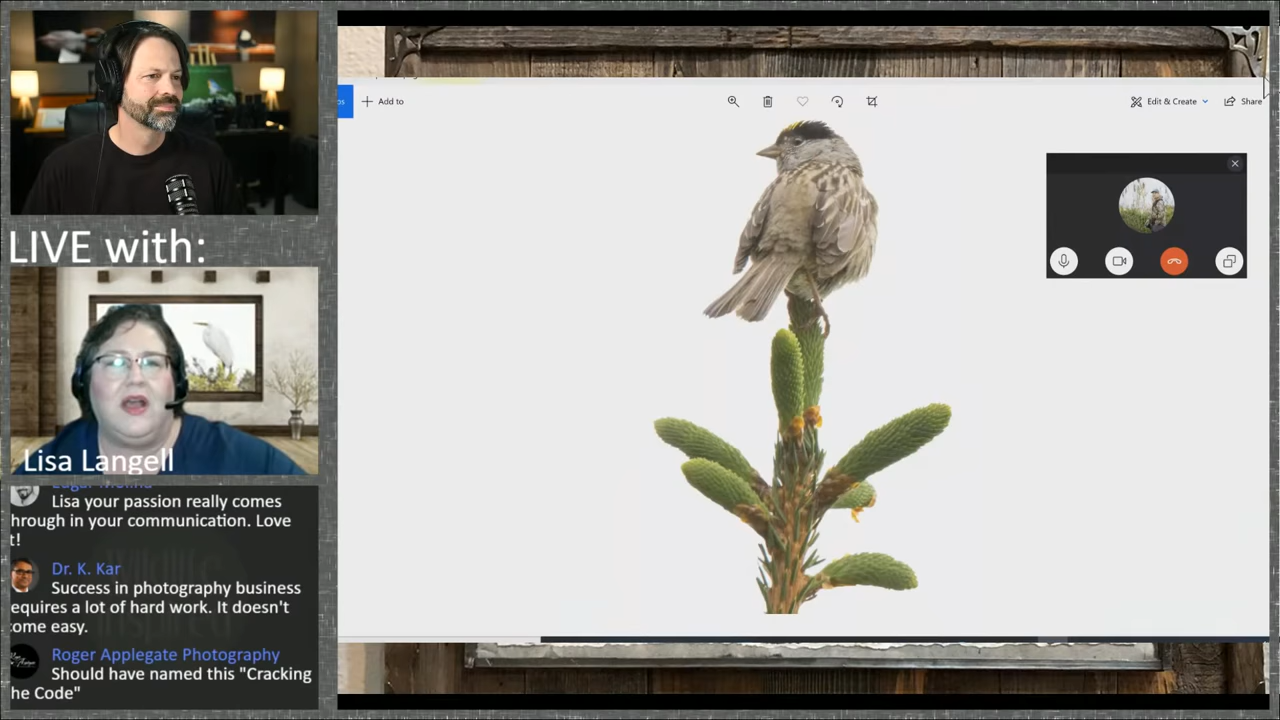 Add to
Edit & Create
Share
LIVE with:
Lisa Langell
Lisa your passion really comes
hrough in your communication. Love
t!
Dr. K. Kar
Success in photography business
equires a lot of hard work. It doesn't
ome easy.
Roger Applegate Photography
Should have named this "Cracking
he Code"